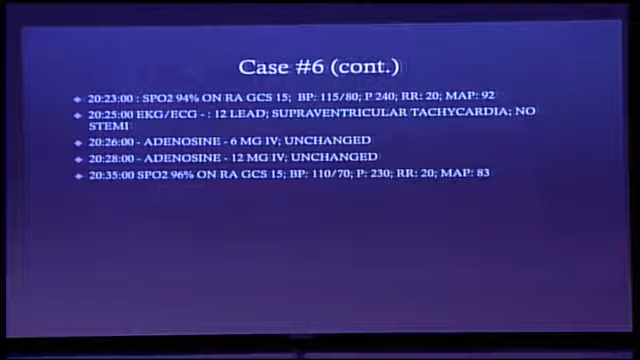 Case #6 (cont.)
20:23:00 : SPO2 94% ON RA GCS 15; BP: 115/80; P 240; RR: 20; MAP: 92
20:25:00 EKG/ECG - : 12 LEAD; SUPRAVENTRICULAR TACHYCARDIA; NO
STEMI
20:26:00 - ADENOSINE - 6 MG IV; UNCHANGED
20:28:00 - ADENOSINE - 12 MG IV; UNCHANGED
20:35:00 SPO2 96% ON RA GCS 15; BP: 110/70; P: 230; RR: 20; MAP: 83